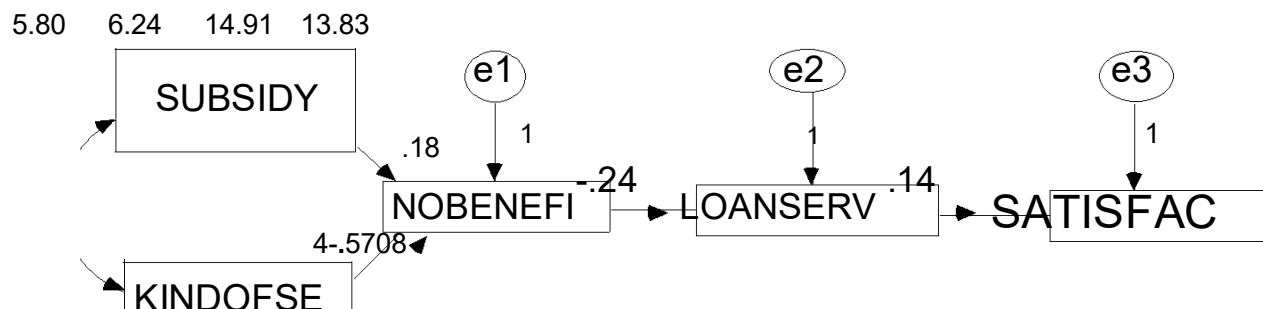 5.80 6.24 14.91 13.83
e1 e2 e3
SUBSIDY
1 1 1
.18
-.24 .14
NOBENEFI LOANSERV SATISFAC
4-.5708
KINDOFSE